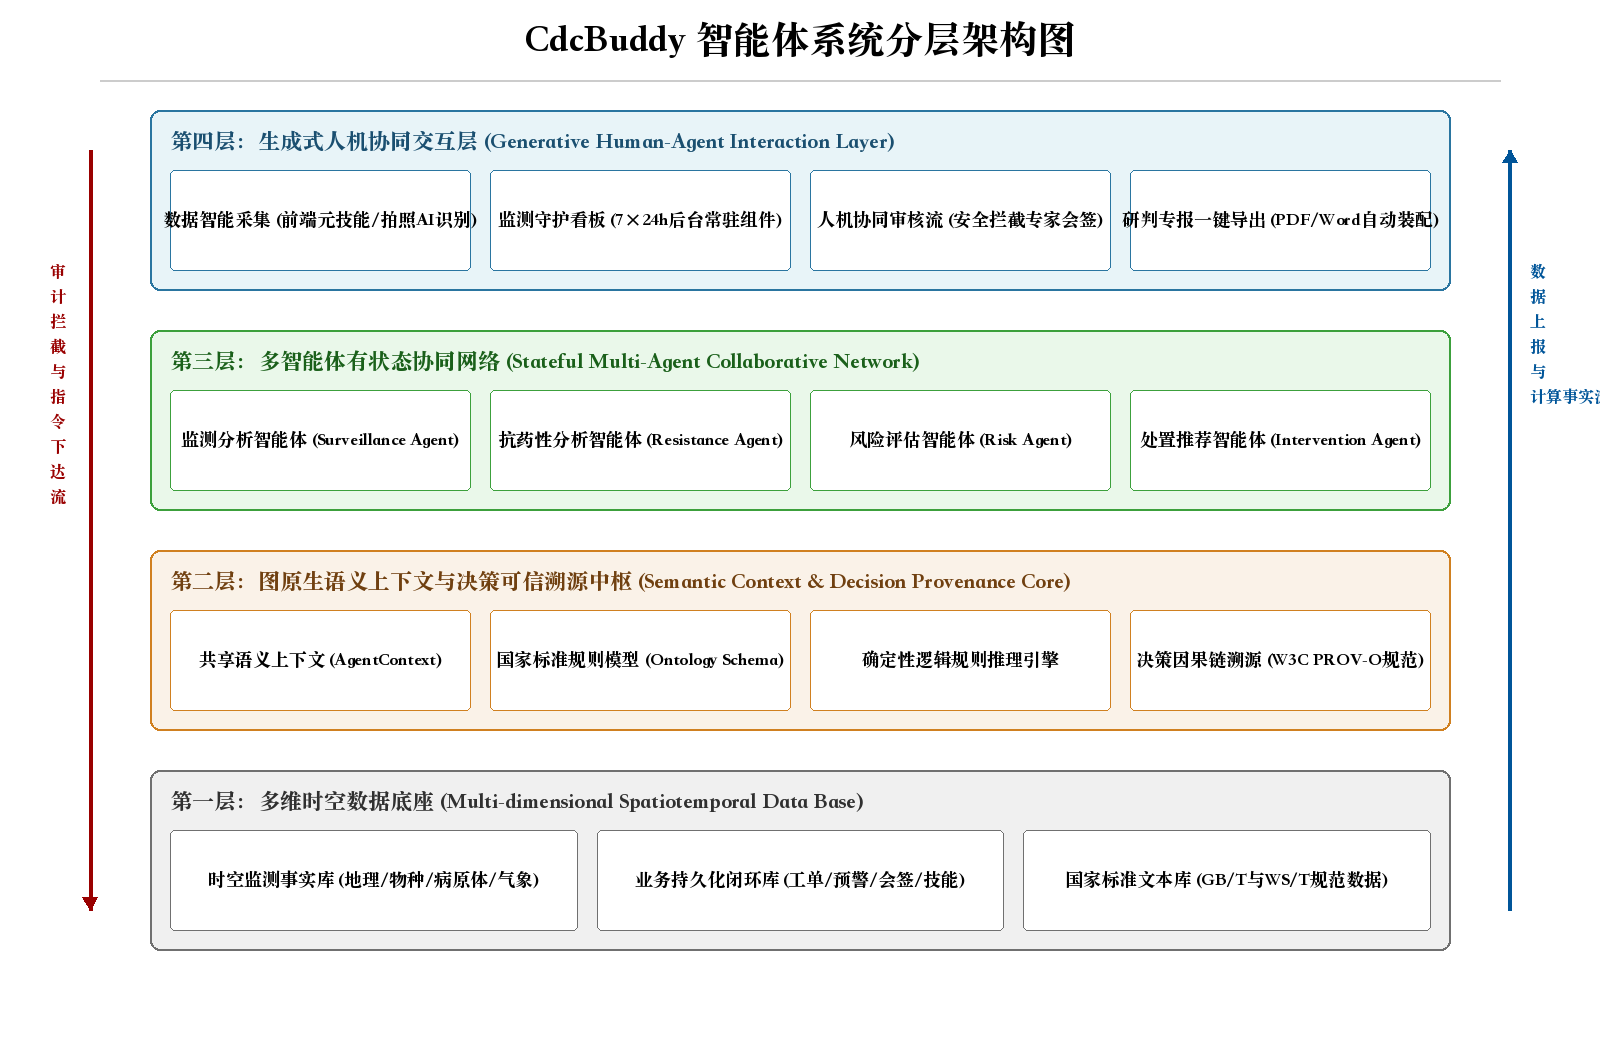 CdcBuddy 智能体系统分层架构图
第四层：生成式人机协同交互层 (Generative Human-Agent Interaction Layer)
数据智能采集 (前端元技能/拍照AI识别)
监测守护看板 (7×24h后台常驻组件)
人机协同审核流 (安全拦截专家会签)
研判专报一键导出 (PDF/Word自动装配)
审
计
拦
截
与
指
令
下
达
流
数
据
上
报
与
计算事实
第三层：多智能体有状态协同网络 (Stateful Multi-Agent Collaborative Network)
监测分析智能体 (Surveillance Agent)
抗药性分析智能体 (Resistance Agent)
风险评估智能体 (Risk Agent)
处置推荐智能体 (Intervention Agent)
第二层：图原生语义上下文与决策可信溯源中枢 (Semantic Context & Decision Provenance Core)
共享语义上下文 (AgentContext)
国家标准规则模型 (Ontology Schema)
确定性逻辑规则推理引擎
决策因果链溯源 (W3C PROV-O规范)
第一层：多维时空数据底座 (Multi-dimensional Spatiotemporal Data Base)
时空监测事实库 (地理/物种/病原体/气象)
业务持久化闭环库 (工单/预警/会签/技能)
国家标准文本库 (GB/T与WS/T规范数据)